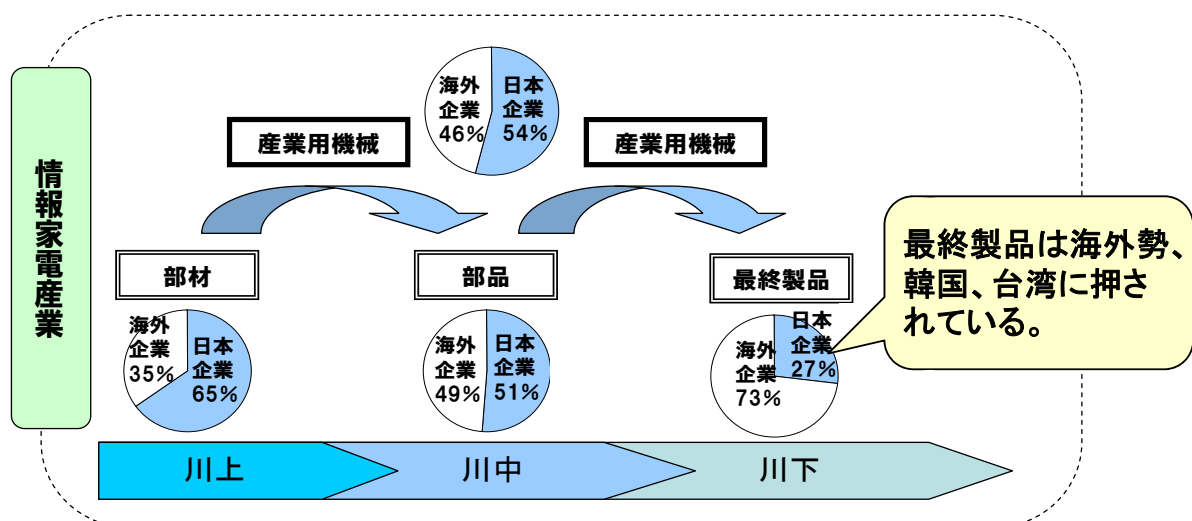 情報家電産業
海外
企業
46%
日本
企業
54%
産業用機械
産業用機械
部材
部品
最終製品
海外
企業
35%
日本
企業
65%
海外
企業
49%
日本
企業
51%
海外
企業
73%
日本
企業
27%
最終製品は海外勢、
韓国、台湾に押さ
れている。
川上
川中
川下